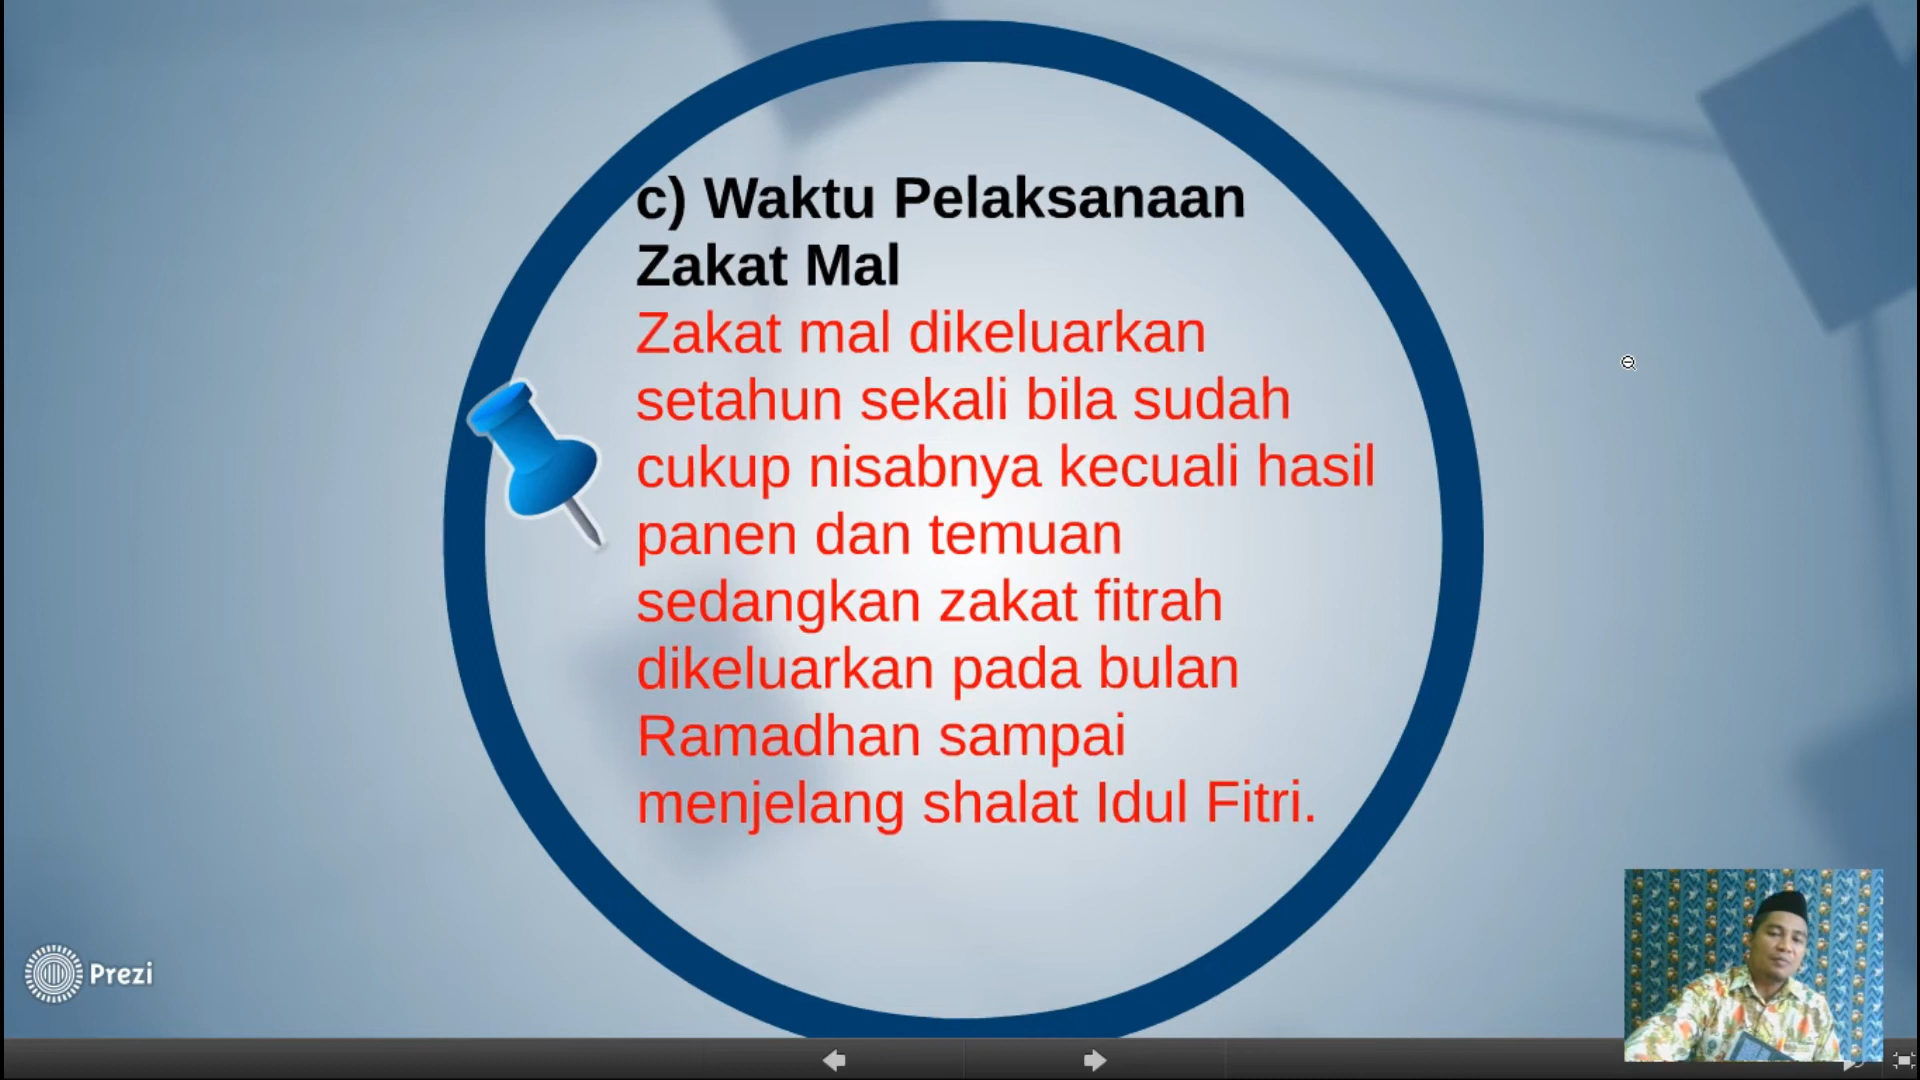 c) Waktu Pelaksanaan
Zakat Mal
Zakat mal dikeluarkan
setahun sekali bila sudah
cukup nisabnya kecuali hasil
panen dan temuan
sedangkan zakat fitrah
dikeluarkan pada bulan
Ramadhan sampai
menjelang shalat Idul Fitri.
Prezi